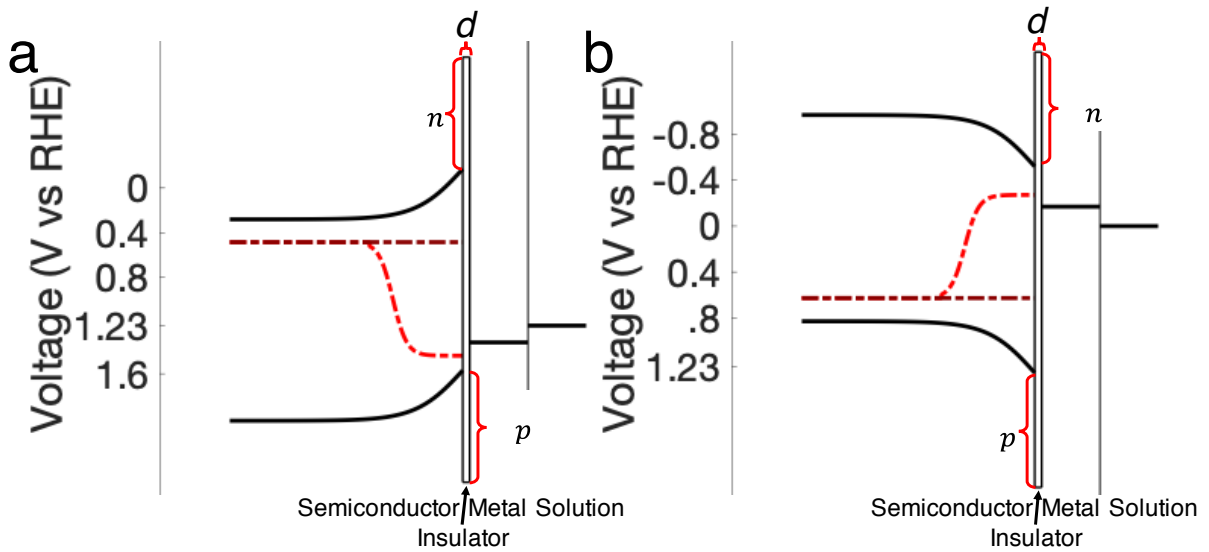 a
d
n
Voltage (V vs RHE)
0
0.4
0.8
1.23
1.6
p
Semiconductor Metal Solution
Insulator
b
d
n
Voltage (V vs RHE)
-0.8
-0.4
0
0.4
.8
1.23
p
Semiconductor Metal Solution
Insulator